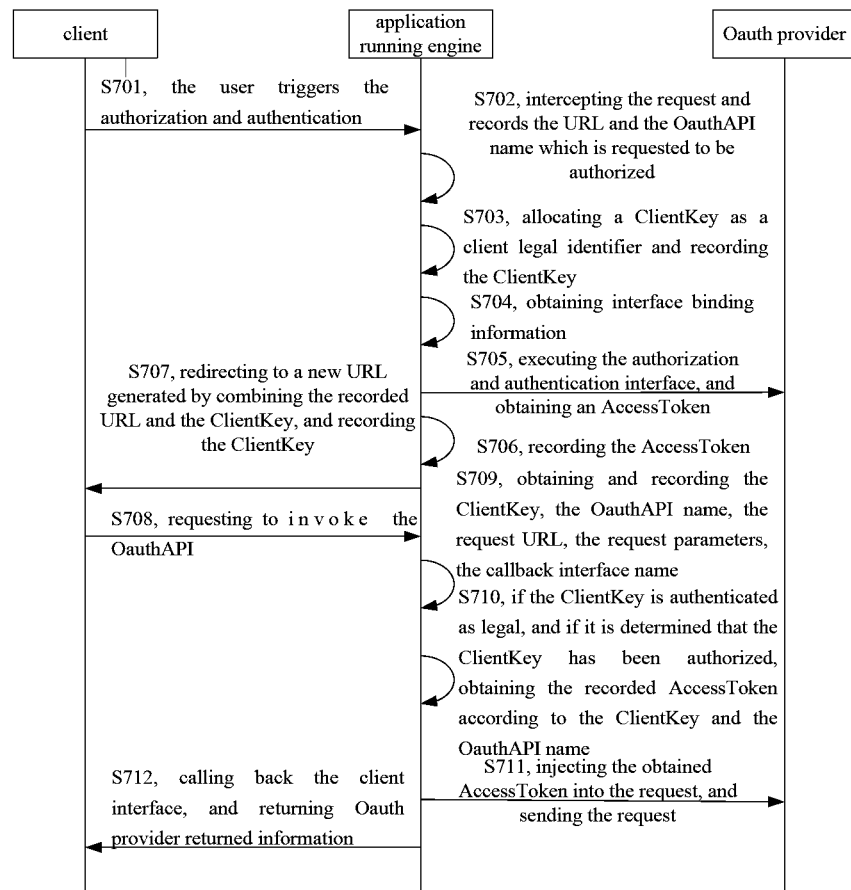 client
application
running engine
Oauth provider
S701, the user triggers the
authorization and authentication
S702, intercepting the request and
records the URL and the OauthAPI
name which is requested to be
authorized
S703, allocating a ClientKey as a
client legal identifier and recording
the ClientKey
S704, obtaining interface binding
information
S705, executing the authorization
and authentication interface, and
obtaining an AccessToken
S706, recording the AccessToken
S707, redirecting to a new URL
generated by combining the recorded
URL and the ClientKey, and recording
the ClientKey
S708, requesting to invoke the
OauthAPI
S709, obtaining and recording the
ClientKey, the OauthAPI name, the
request URL, the request parameters,
the callback interface name
S710, if the ClientKey is authenticated
as legal, and if it is determined that the
ClientKey has been authorized,
obtaining the recorded AccessToken
according to the ClientKey and the
OauthAPI name
S711, injecting the obtained
AccessToken into the request, and
sending the request
S712, calling back the client
interface, and returning Oauth
provider returned information